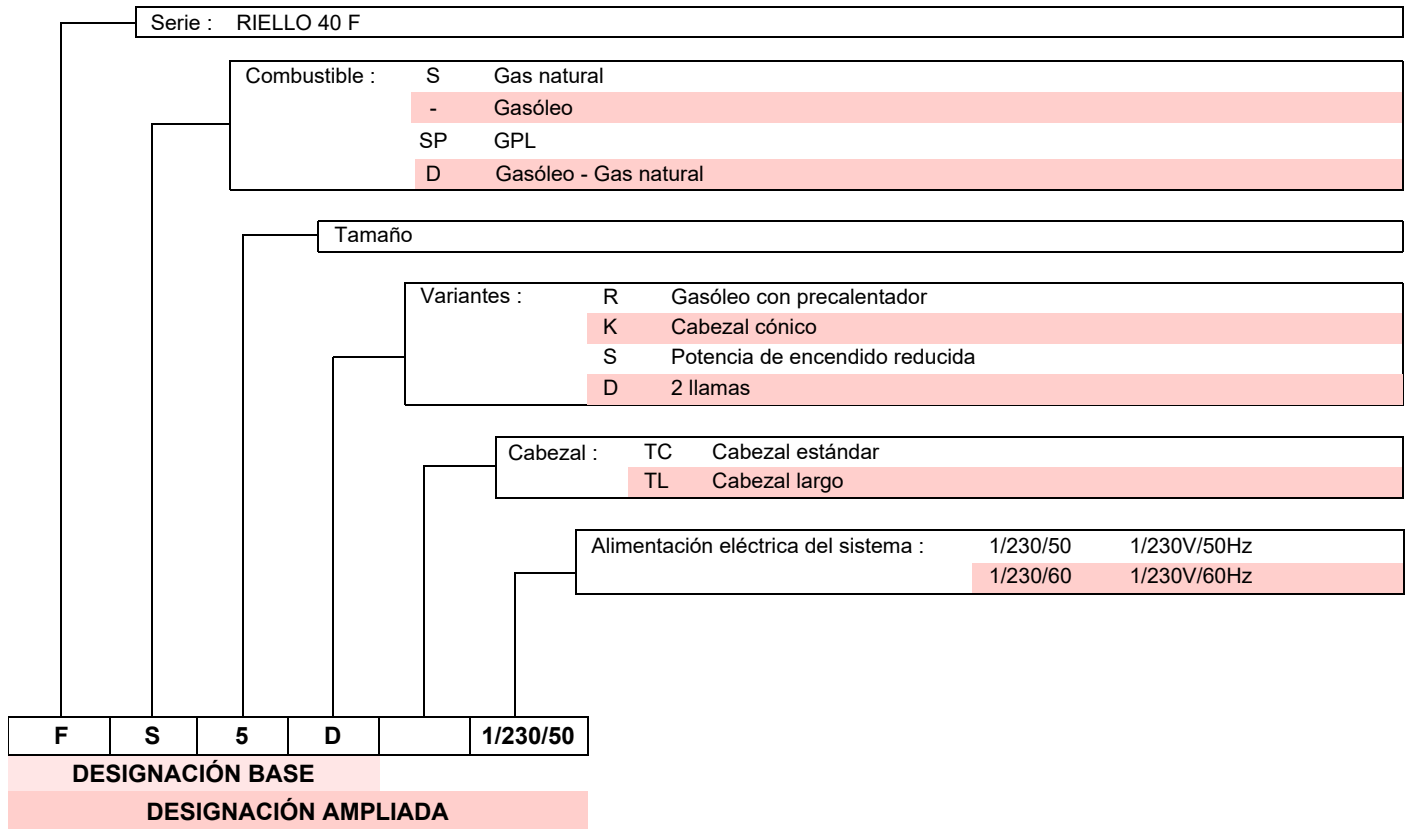 Serie : RIELLO 40 F
Combustible : S Gas natural
- Gasóleo
SP GPL
D Gasóleo - Gas natural
Tamaño
Variantes : R Gasóleo con precalentador
K Cabezal cónico
S Potencia de encendido reducida
D 2 llamas
Cabezal : TC Cabezal estándar
TL Cabezal largo
Alimentación eléctrica del sistema : 1/230/50 1/230V/50Hz
1/230/60 1/230V/60Hz
F S 5 D 1/230/50
DESIGNACIÓN BASE
DESIGNACIÓN AMPLIADA